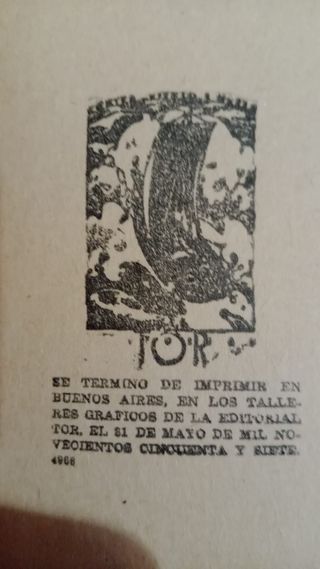 TOR
SE TERMINO DE IMPRIMIR EN
BUENOS AIRES, EN LOS TALLE-
RES GRAFICOS DE LA EDITORIAL
TOR, EL 31 DE MAYO DE MIL NO-
VECIENTOS CINCUENTA Y SIETE.
4968